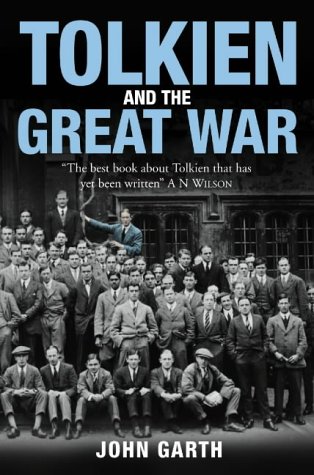 TOLKIEN
AND THE
GREAT WAR
“The best book about Tolkien that has
yet been written” A N WILSON
JOHN GARTH